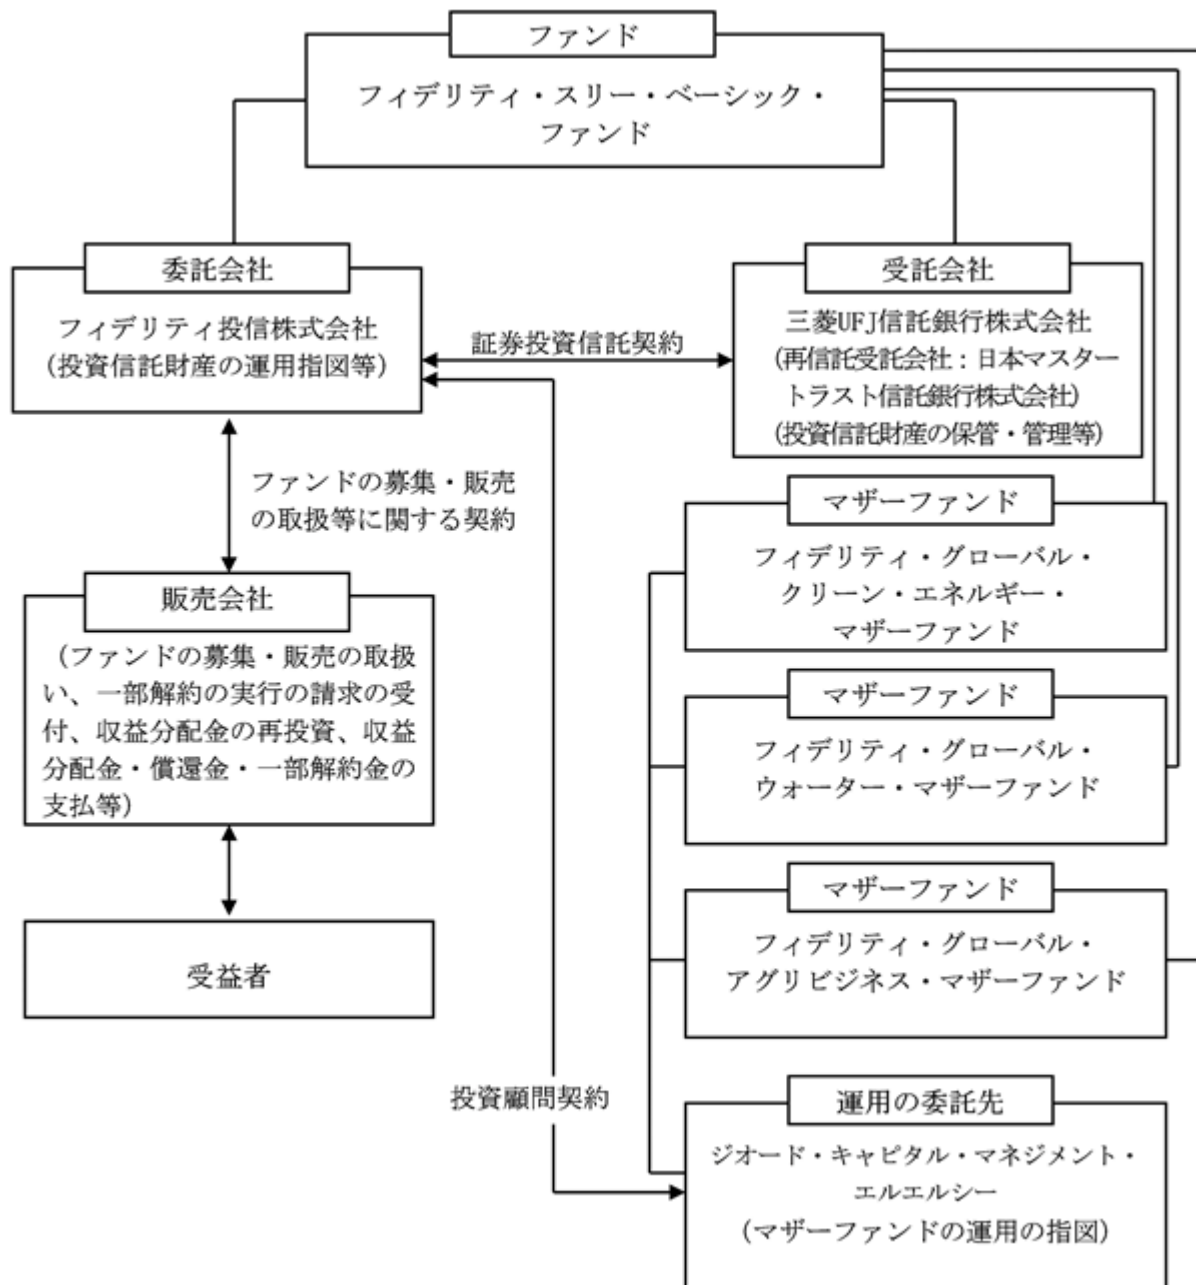 ファンド
フィデリティ・スリー・ベーシック・
ファンド
委託会社
フィデリティ投信株式会社
(投資信託財産の運用指図等)
証券投資信託契約
受託会社
三菱UFJ信託銀行株式会社
(再信託受託会社：日本マスター
トラスト信託銀行株式会社)
(投資信託財産の保管・管理等)
ファンドの募集・販売
の取扱等に関する契約
マザーファンド
フィデリティ・グローバル・
クリーン・エネルギー・
マザーファンド
販売会社
(ファンドの募集・販売の取扱
い、一部解約の実行の請求の受
付、収益分配金の再投資、収益
分配金・償還金・一部解約金の
支払等)
マザーファンド
フィデリティ・グローバル・
ウォーター・マザーファンド
マザーファンド
フィデリティ・グローバル・
アグリビジネス・マザーファンド
受益者
投資顧問契約
運用の委託先
ジオード・キャピタル・マネジメント・
エルエルシー
(マザーファンドの運用の指図)